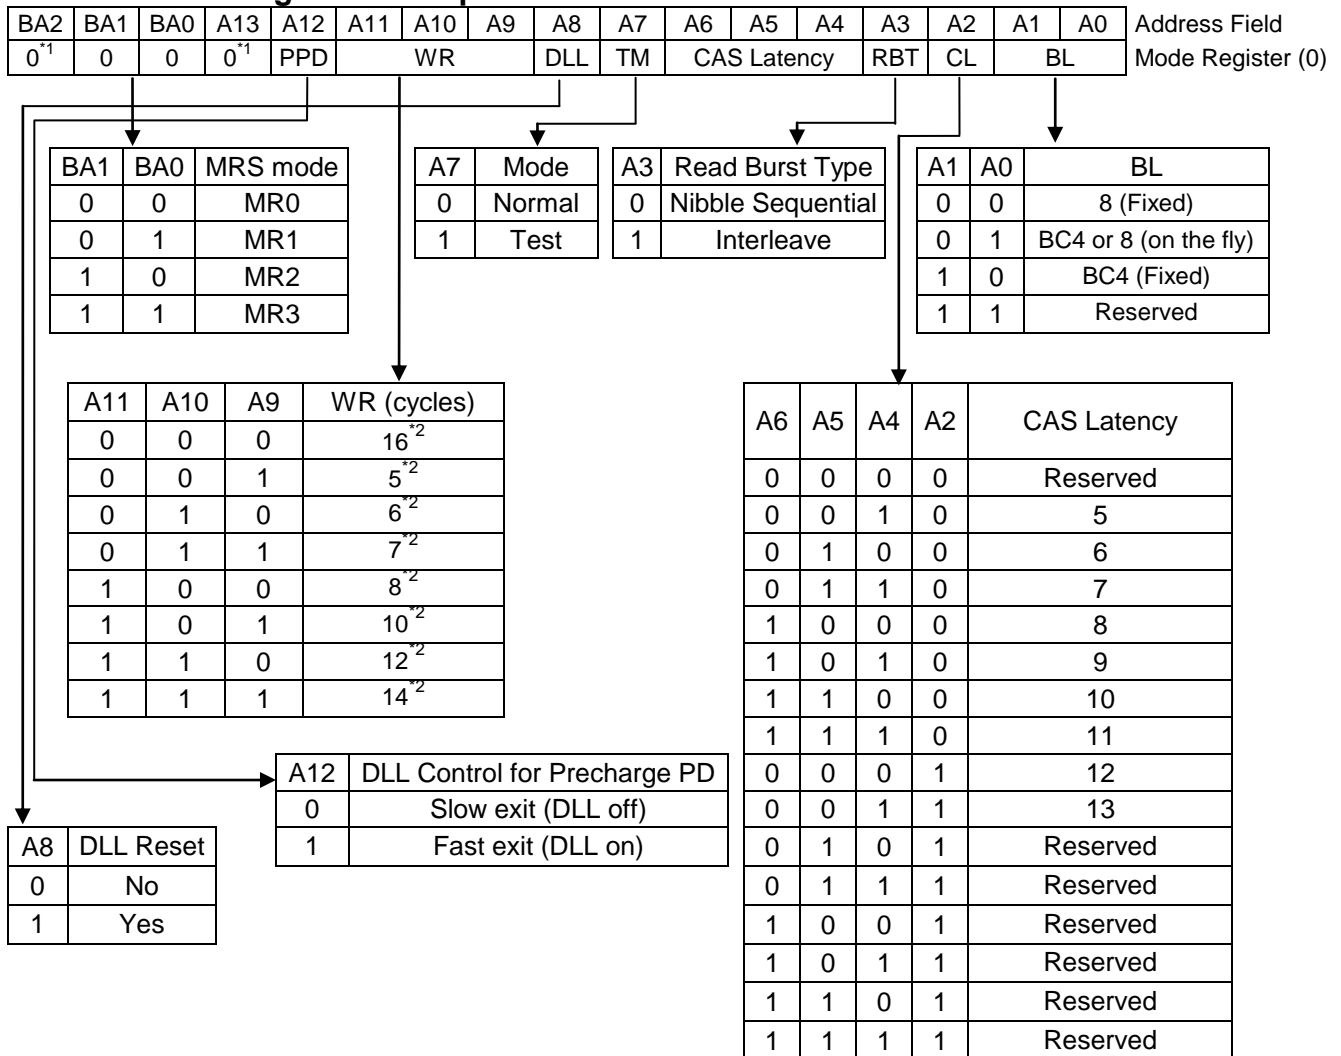 BA2 BA1 BA0 A13 A12 A11 A10 A9 A8 A7 A6 A5 A4 A3 A2 A1 A0 Address Field
0*1 0 0 0*1 PPD WR DLL TM CAS Latency RBT CL BL Mode Register (0)
BA1 BA0 MRS mode
0 0 MR0
0 1 MR1
1 0 MR2
1 1 MR3
A7 Mode
0 Normal
1 Test
A3 Read Burst Type
0 Nibble Sequential
1 Interleave
A1 A0 BL
0 0 8 (Fixed)
0 1 BC4 or 8 (on the fly)
1 0 BC4 (Fixed)
1 1 Reserved
A11 A10 A9 WR (cycles)
0 0 0 16*2
0 0 1 5*2
0 1 0 6*2
0 1 1 7*2
1 0 0 8*2
1 0 1 10*2
1 1 0 12*2
1 1 1 14*2
A6 A5 A4 A2 CAS Latency
0 0 0 0 Reserved
0 0 1 0 5
0 1 0 0 6
0 1 1 0 7
1 0 0 0 8
1 0 1 0 9
1 1 0 0 10
1 1 1 0 11
0 0 0 1 12
0 0 1 1 13
0 1 0 1 Reserved
0 1 1 1 Reserved
1 0 0 1 Reserved
1 0 1 1 Reserved
1 1 0 1 Reserved
1 1 1 1 Reserved
A12 DLL Control for Precharge PD
0 Slow exit (DLL off)
1 Fast exit (DLL on)
A8 DLL Reset
0 No
1 Yes